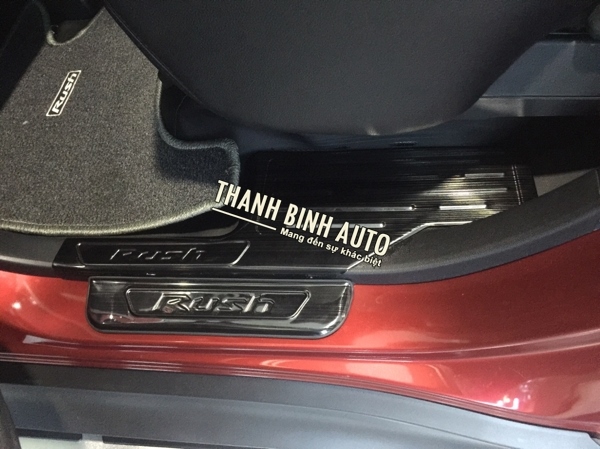 Rush
THANH BINH AUTO
Mang đến sự khác biệt
Rush
Rush